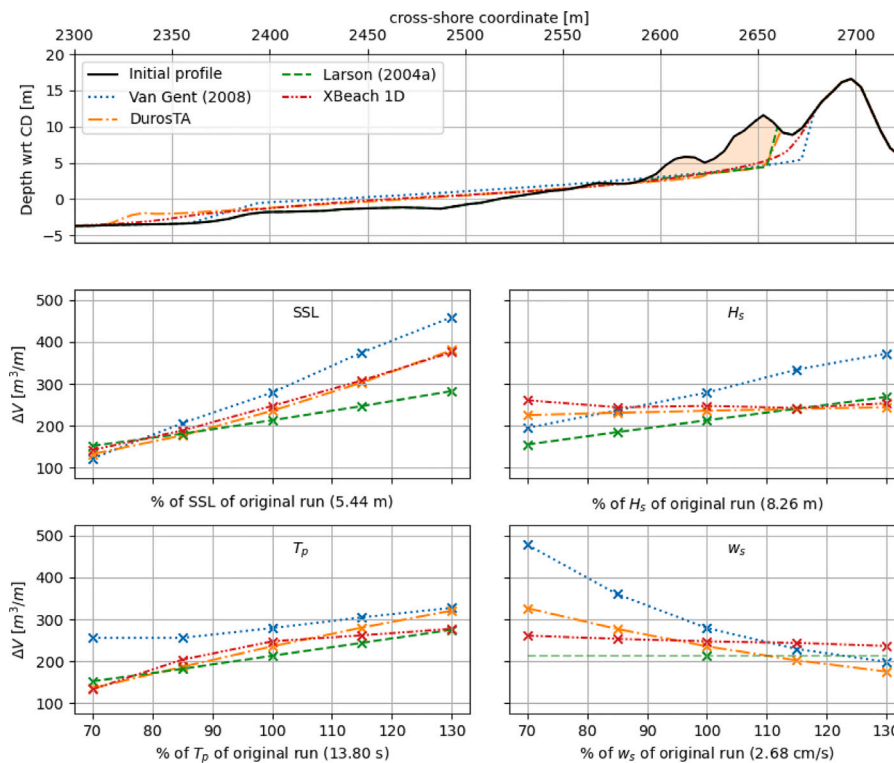 cross-shore coordinate [m]
2300 2350 2400 2450 2500 2550 2600 2650 2700
20
15
10
5
0
−5
Depth wrt CD [m]
Initial profile
Van Gent (2008)
DurosTA
Larson (2004a)
XBeach 1D
500
400
300
200
100
ΔV [m³/m]
SSL
H_s
% of SSL of original run (5.44 m)
% of H_s of original run (8.26 m)
500
400
300
200
100
ΔV [m³/m]
T_p
w_s
70 80 90 100 110 120 130
70 80 90 100 110 120 130
% of T_p of original run (13.80 s)
% of w_s of original run (2.68 cm/s)